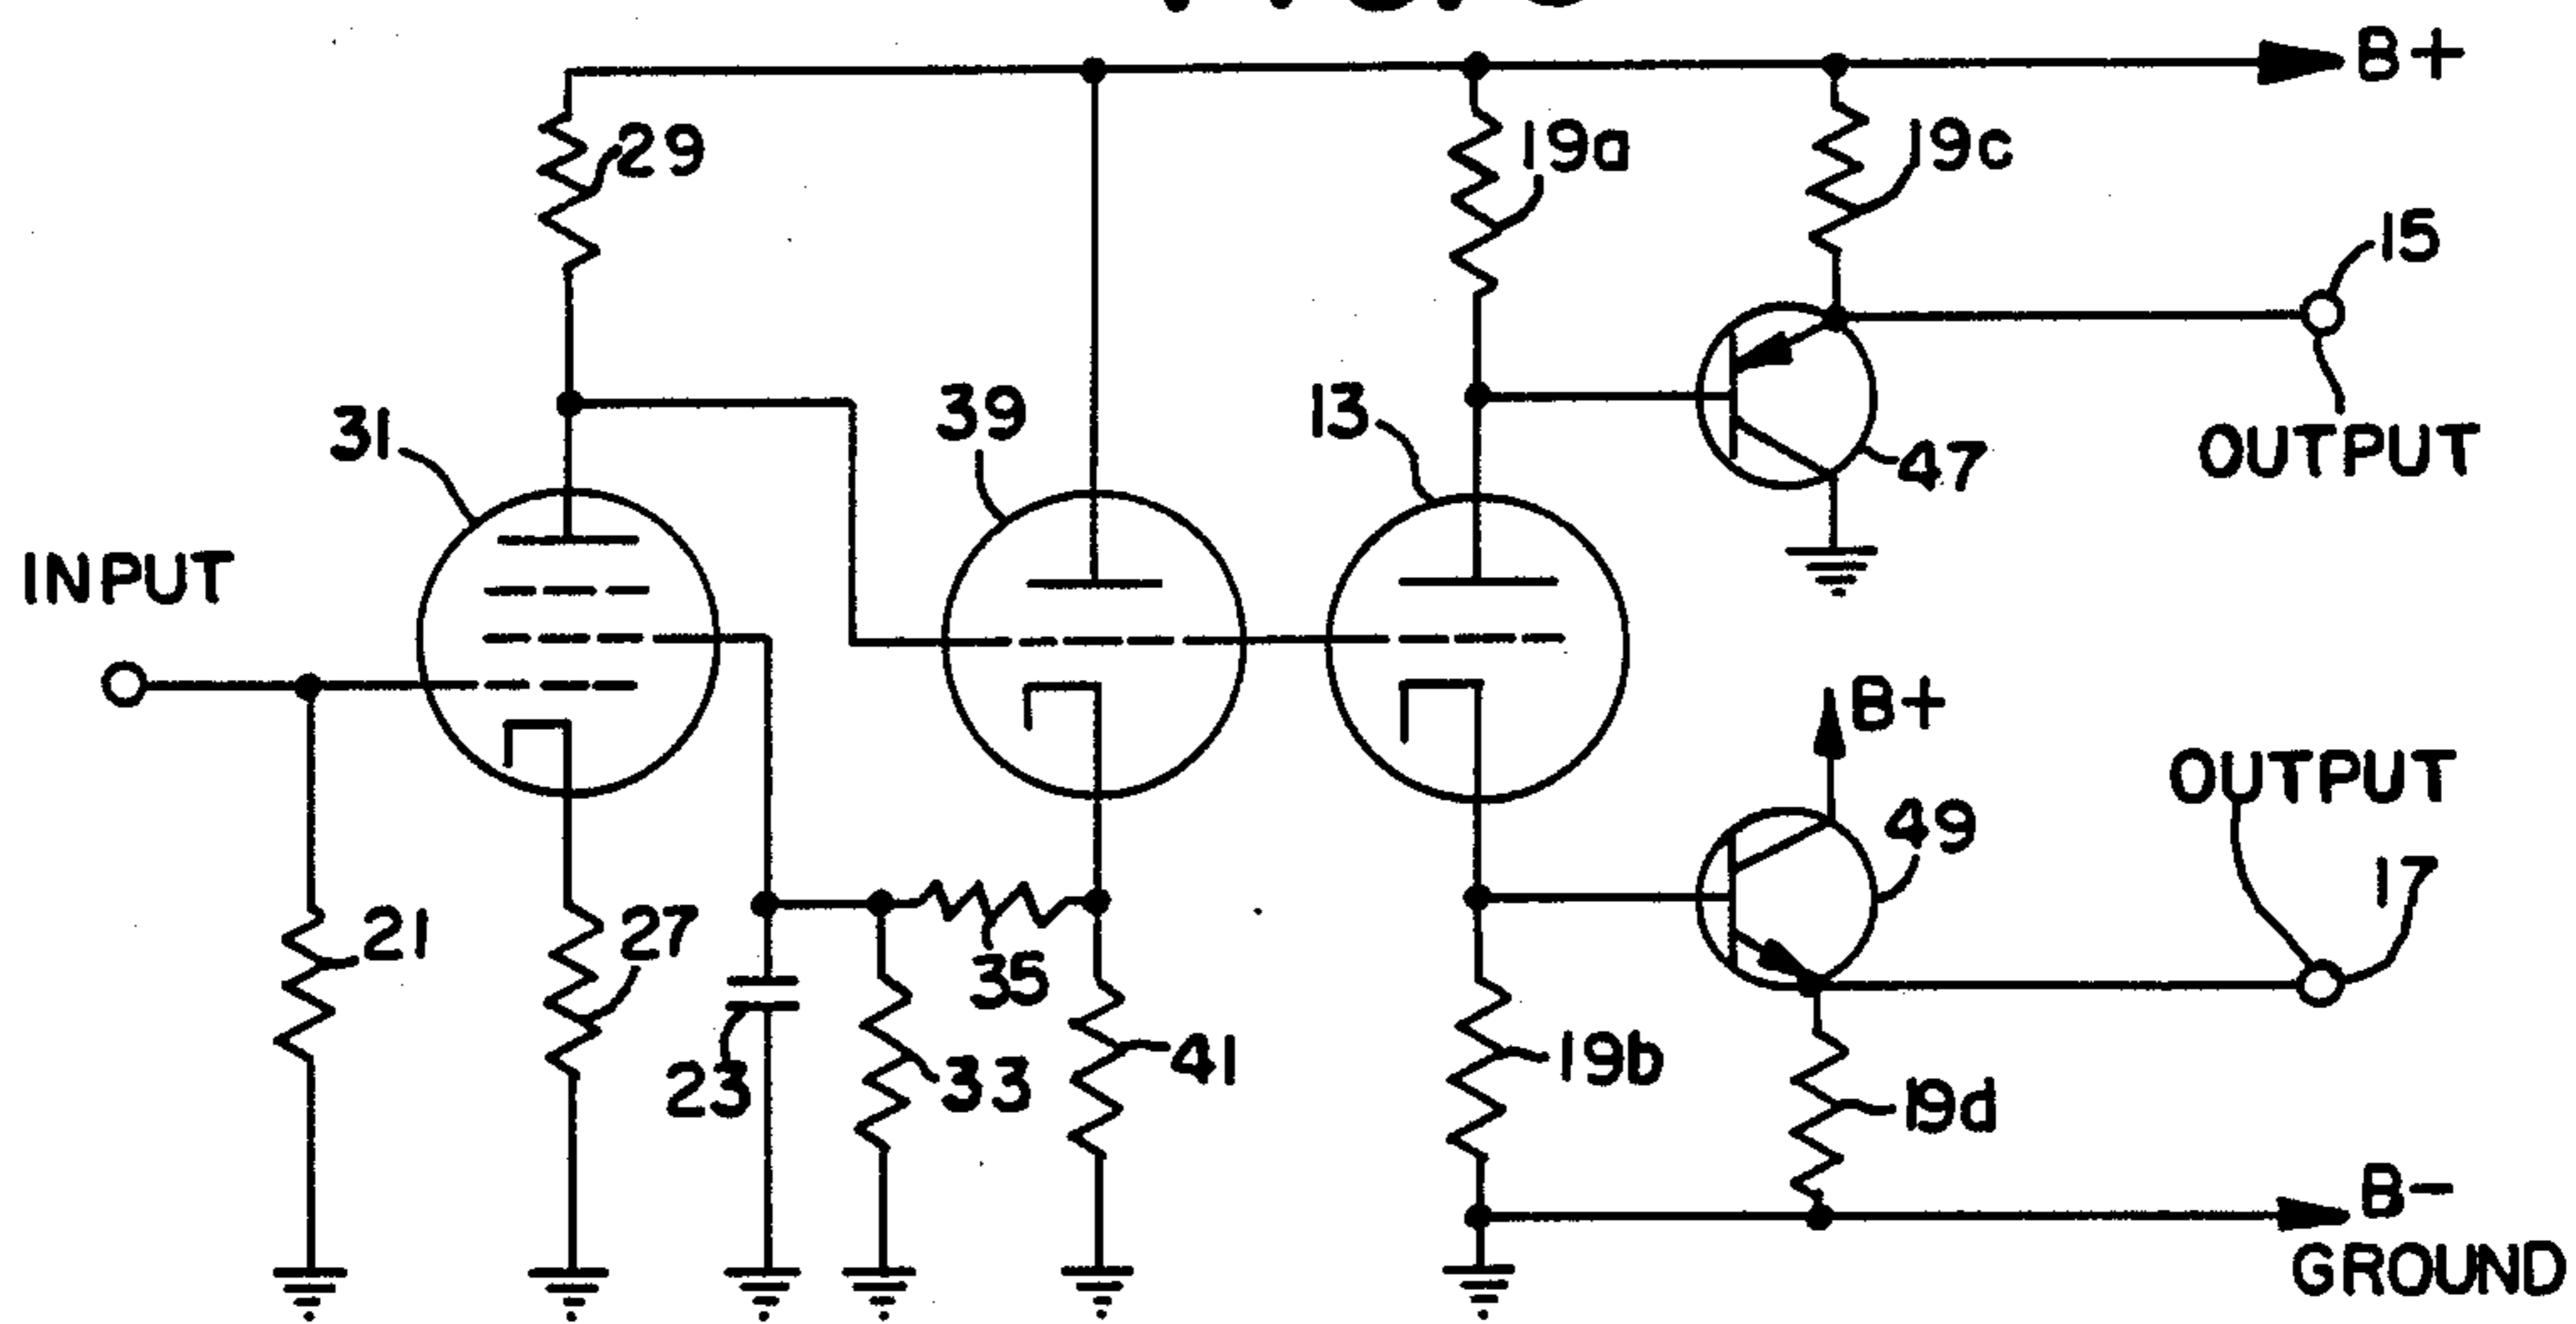 B+
29
19a
19c
15
31
39
13
47
OUTPUT
INPUT
B+
OUTPUT
49
17
21
27
35
23
33
41
19b
19d
B-
GROUND